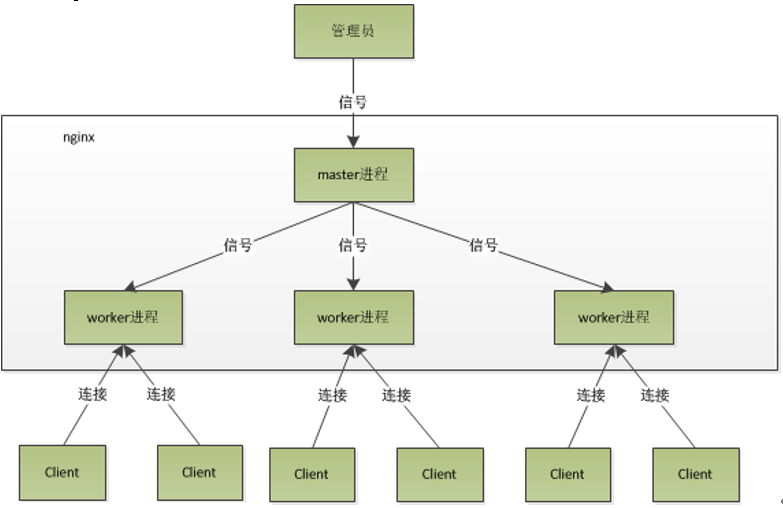 管理员
信号
nginx
master进程
信号 信号 信号
worker进程 worker进程 worker进程
连接 连接 连接 连接 连接 连接
Client Client Client Client Client Client